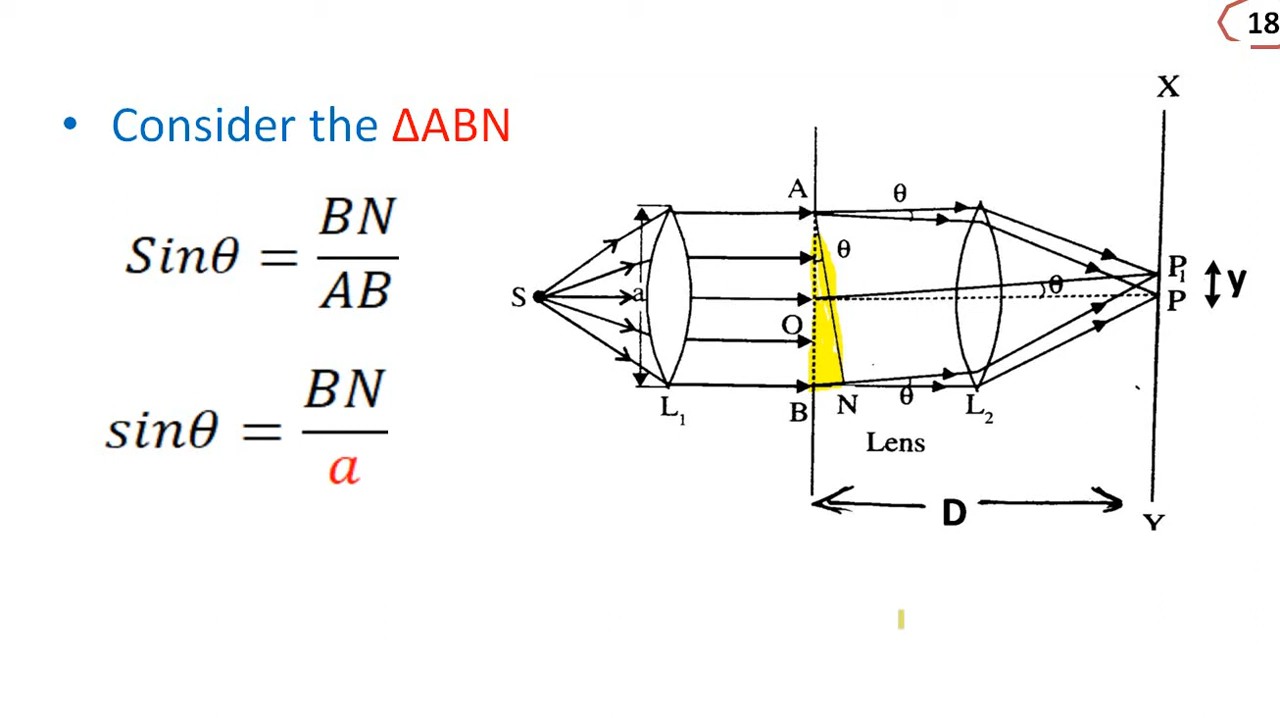 18
• Consider the ΔABN
Sinθ = BN / AB
sinθ = BN / a
X
A
θ
θ
P₁
y
S
a
θ
P
O
B
N
θ
L₁
L₂
Lens
D
Y